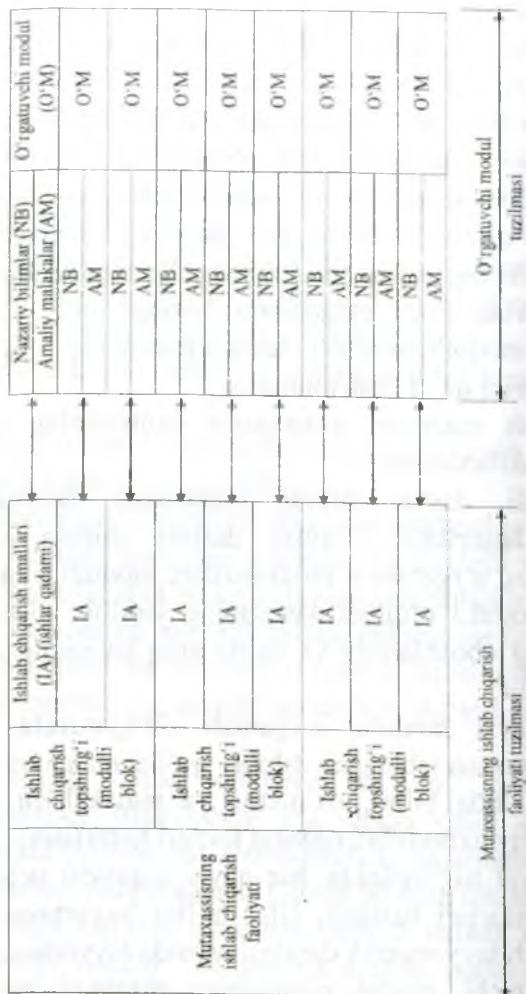 Ishlab
chiqarish
topshirig‘i
(modulli
blok)
Ishlab chiqarish amallari
(IA) (ishlar qadami)
Nazariy bilimlar (NB)
Amaliy malakalar (AM)
O‘rgatuvchi modul
(O‘M)
IA
NB
AM
O‘M
IA
NB
AM
O‘M
Mutaxassisning
ishlab chiqarish
faoliyati
ishlab
chiqarish
topshirig‘i
(modulli
blok)
IA
NB
AM
O‘M
IA
NB
AM
O‘M
IA
NB
AM
O‘M
ishlab
chiqarish
topshirig‘i
(modulli
blok)
IA
NB
AM
O‘M
IA
NB
AM
O‘M
IA
NB
AM
O‘M
Mutaxassisning ishlab chiqarish
faoliyati tuzilmasi
O‘rgatuvchi modul
tuzilmasi